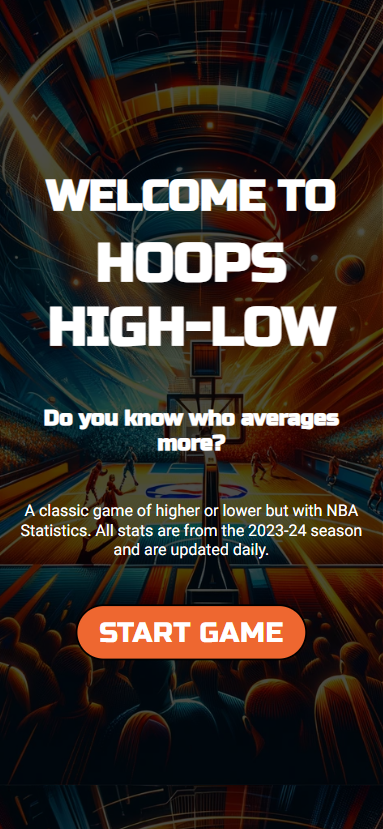 WELCOME TO
HOOPS
HIGH-LOW
Do you know who averages
more?
A classic game of higher or lower but with NBA
Statistics. All stats are from the 2023-24 season
and are updated daily.
START GAME